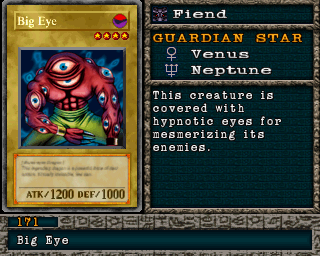 Big Eye
Fiend
GUARDIAN STAR
Venus
Neptune
This creature is
covered with
hypnotic eyes for
mesmerizing its
enemies.
ATK/1200 DEF/1000
171
Big Eye